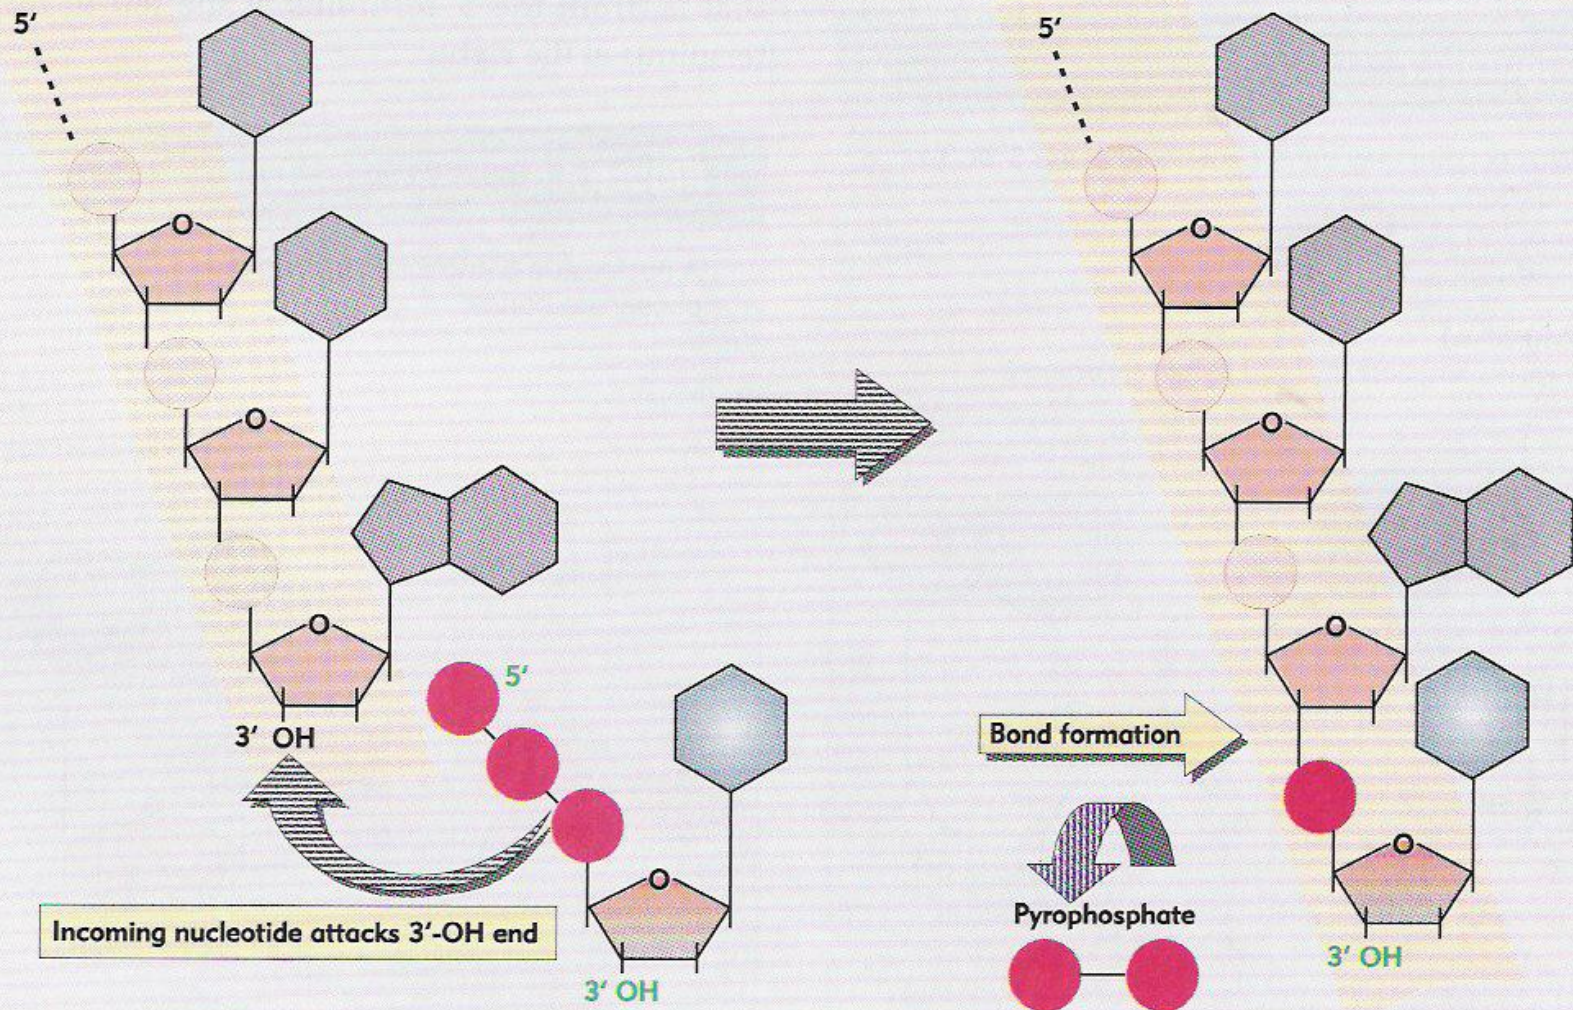 5'
O
O
O
3' OH
5'
O
3' OH
Incoming nucleotide attacks 3'-OH end
5'
O
O
O
Bond formation
O
3' OH
Pyrophosphate